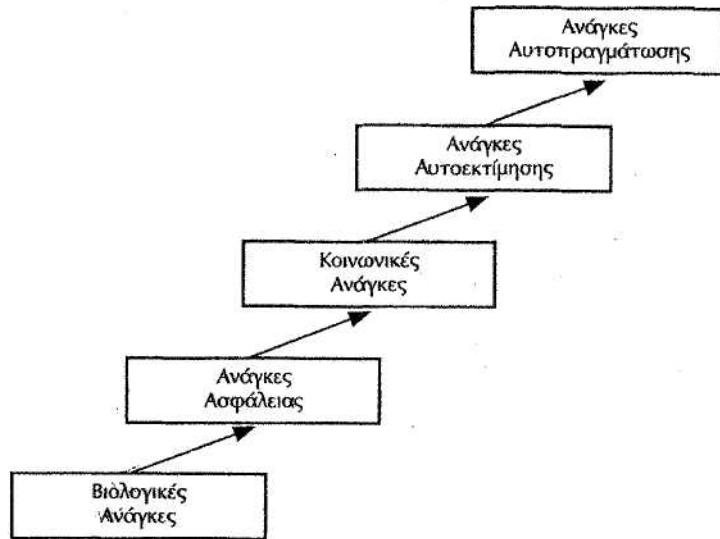 Ανάγκες
Αυτοπραγμάτωσης
Ανάγκες
Αυτοεκτίμησης
Κοινωνικές
Ανάγκες
Ανάγκες
Ασφάλειας
Βιολογικές
Ανάγκες